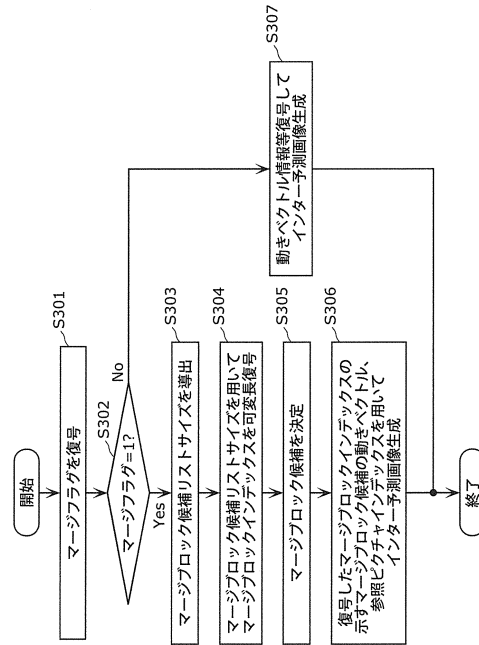 開始
S301
マージフラグを復号
S302
マージフラグ=1?
No
Yes
S303
マージブロック候補リストサイズを導出
S304
マージブロック候補リストサイズを用いて
マージブロックインデックスを可変長復号
S305
マージブロック候補を決定
S306
復号したマージブロックインデックスの
示すマージブロック候補の動きベクトル、
参照ピクチャインデックスを用いて
インター予測画像生成
S307
動きベクトル情報等復号して
インター予測画像生成
終了